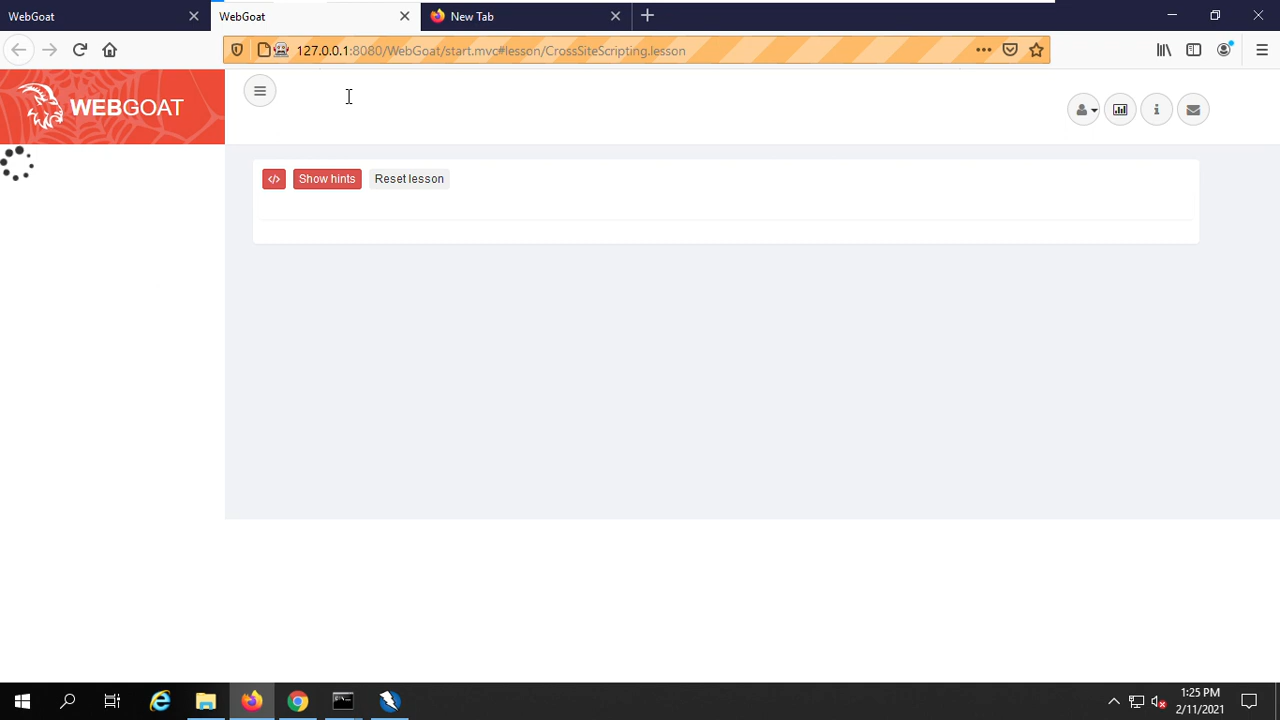 WebGoat
WebGoat
New Tab
127.0.0.1:8080/WebGoat/start.mvc#lesson/CrossSiteScripting.lesson
WEBGOAT
Show hints
Reset lesson
1:25 PM
2/11/2021